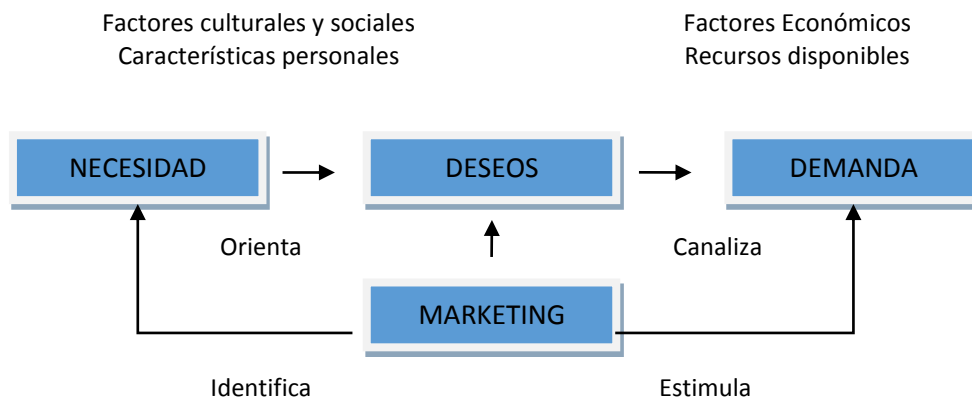 Factores culturales y sociales
Características personales
Factores Económicos
Recursos disponibles
NECESIDAD
DESEOS
DEMANDA
Orienta
Canaliza
MARKETING
Identifica
Estimula